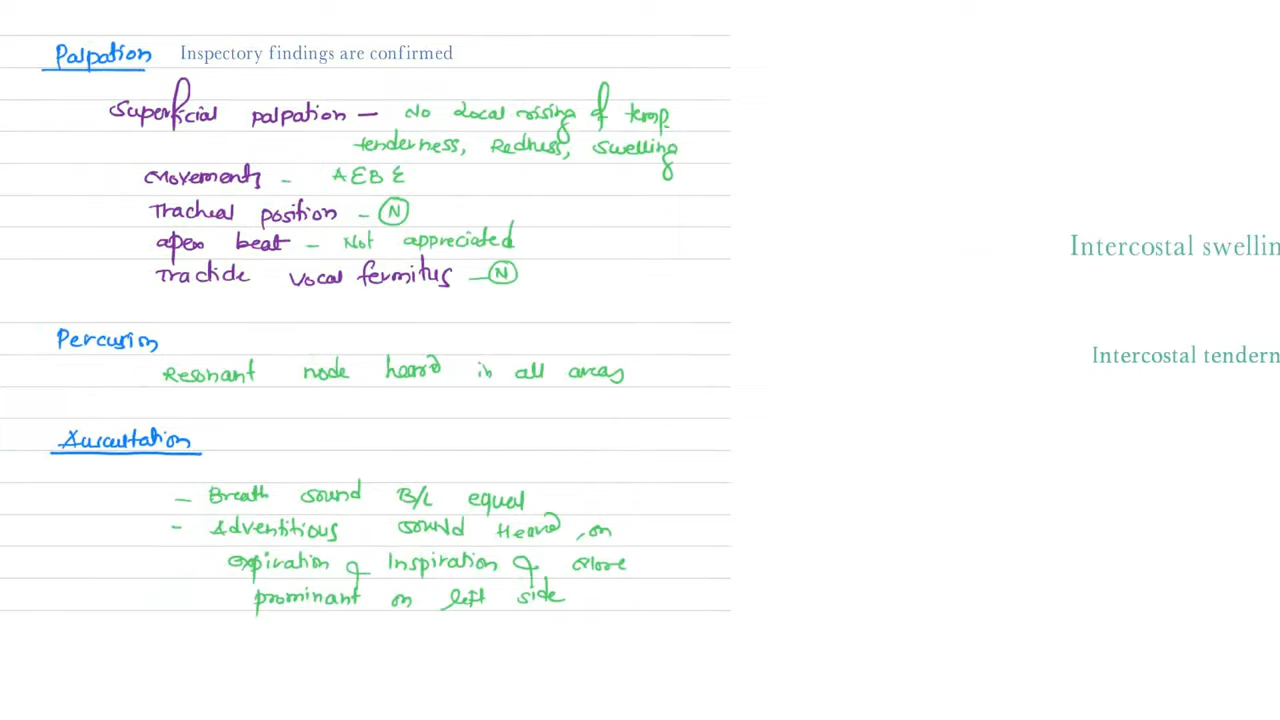 Palpation Inspectory findings are confirmed
Superficial palpation - No Local rising of temp
tenderness, Redness, swelling
Movements - AEBE
Tracheal position - N
apex beat - Not appreciated
Tractide vocal fermitus - N
Intercostal swellin
Percusion
Intercostal tendern
Resonant node heard in all areas
Auscultation
- Breath sound B/L equal
- Adventitious sound Heard, on
expiration & Inspiration & more
prominant on left side